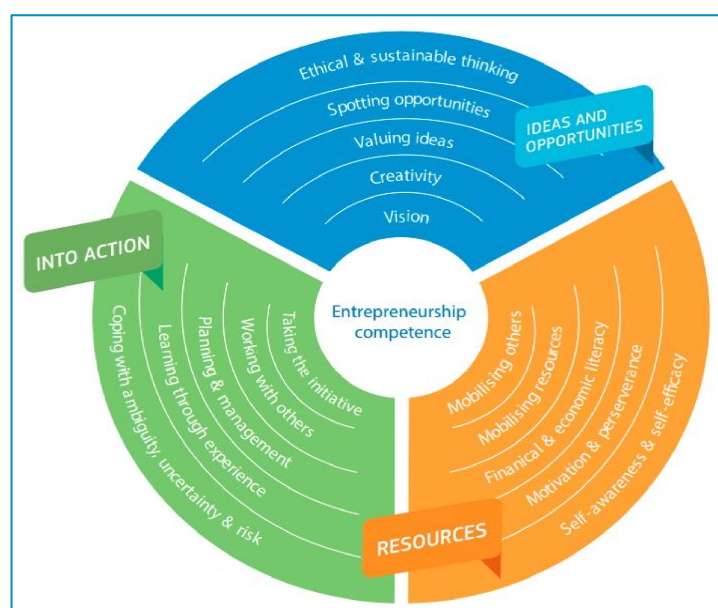 Ethical & sustainable thinking
Spotting opportunities
Valuing ideas
Creativity
Vision
IDEAS AND
OPPORTUNITIES
Entrepreneurship
competence
Mobilising others
Mobilising resources
Finanical & economic literacy
Motivation & perserverance
Self-awareness & self-efficacy
RESOURCES
INTO ACTION
Taking the initiative
Working with others
Planning & management
Learning through experience
Coping with ambiguity, uncertainty & risk